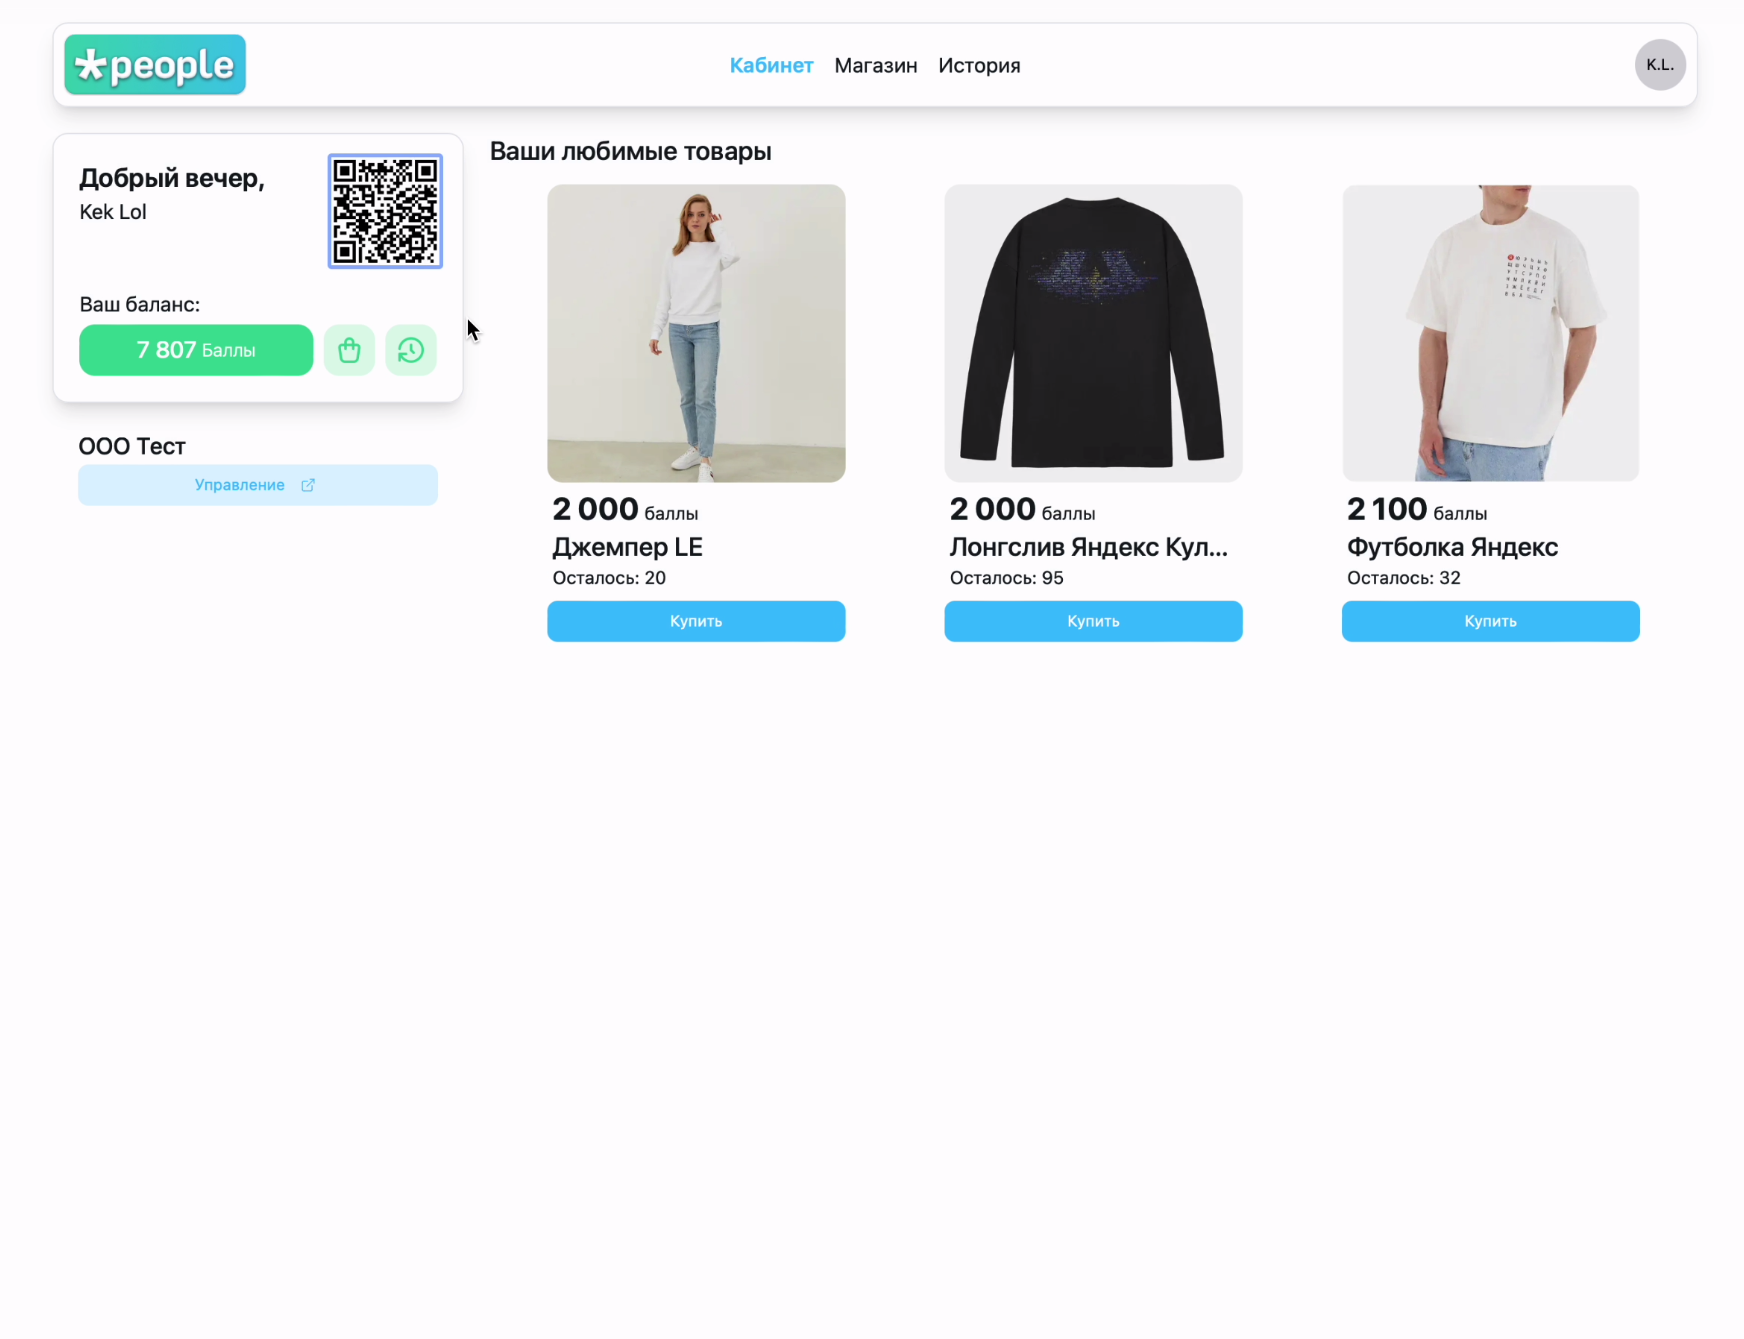 *people
Кабинет Магазин История
K.L.
Добрый вечер,
Kek Lol
Ваш баланс:
7 807 Баллы
ООО Тест
Управление
Ваши любимые товары
2 000 баллы
Джемпер LE
Осталось: 20
Купить
2 000 баллы
Лонгслив Яндекс Кул...
Осталось: 95
Купить
2 100 баллы
Футболка Яндекс
Осталось: 32
Купить